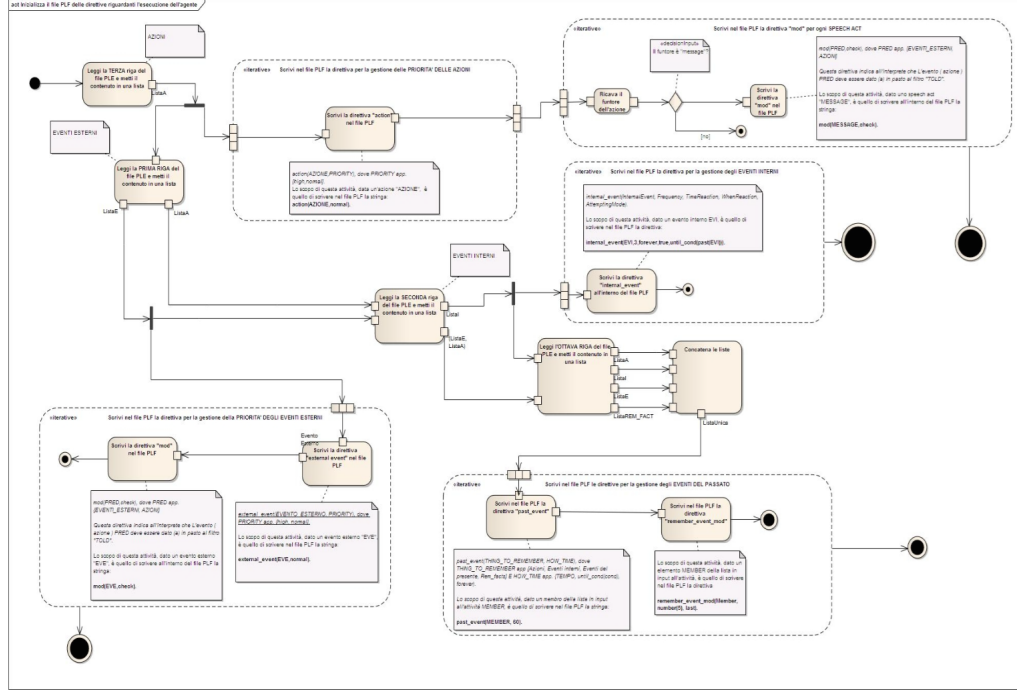 act Inizializza il file PLF delle direttive riguardanti l'esecuzione dell'agente
AZIONI
Leggi la TERZA riga del
file PLE e metti il
contenuto in una lista
ListaA
EVENTI ESTERNI
Leggi la PRIMA RIGA del
file PLE e metti il
contenuto in una lista
ListaE
ListaA
«iterative»
Scrivi nel file PLF la direttiva per la gestione delle PRIORITA' DELLE AZIONI
Scrivi la direttiva "action"
nel file PLF
action(AZIONE,PRIORITY), dove PRIORITY app.
{high,normal}.
Lo scopo di questa attività, data un'azione "AZIONE", è
quello di scrivere nel file PLF la stringa:
action(AZIONE,normal).
«iterative»
Scrivi nel file PLF la direttiva "mod" per ogni SPEECH ACT
«decisionInput»
Il funtore è "message"?
Ricava il
funtore
dell'azione
[no]
Scrivi la
direttiva
"mod" nel
file PLF
mod(PRED,check), dove PRED app. {EVENTI_ESTERNI,
AZIONI}
Questa direttiva indica all'interprete che L'evento ( azione )
PRED deve essere dato (a) in pasto al filtro "TOLD".
Lo scopo di questa attività, dato uno speech act
"MESSAGE", è quello di scrivere all'interno del file PLF la
stringa:
mod(MESSAGE,check).
«iterative»
Scrivi nel file PLF la direttiva per la gestione degli EVENTI INTERNI
internal_event(InternalEvent, Frequency, TimeReaction, WhenReaction,
AttemptingMode).
Lo scopo di questa attività, dato un evento interno EVI, è quello di
scrivere nel file PLF la direttiva:
internal_event(EVI,3,forever,true,until_cond(past(EVI))).
Scrivi la direttiva
"internal_event"
all'interno del file PLF
EVENTI INTERNI
Leggi la SECONDA riga
del file PLE e metti il
contenuto in una lista
ListaI
(ListaE,
ListaA)
Leggi l'OTTAVA RIGA del file
PLE e metti il contenuto in
una lista
ListaA
ListaI
ListaE
ListaREM_FACT
Concatena le liste
ListaUnica
«iterative»
Scrivi nel file PLF la direttiva per la gestione della PRIORITA' DEGLI EVENTI ESTERNI
Scrivi la direttiva "mod"
nel file PLF
Evento
Esterno
Scrivi la direttiva
"external event" nel file
PLF
mod(PRED,check), dove PRED app.
{EVENTI_ESTERNI, AZIONI}
Questa direttiva indica all'interprete che L'evento (
azione ) PRED deve essere dato (a) in pasto al filtro
"TOLD".
Lo scopo di questa attività, dato un evento esterno
"EVE", è quello di scrivere all'interno del file PLF la
stringa:
mod(EVE,check).
external_event(EVENTO_ESTERNO,PRIORITY), dove
PRIORITY app. {high, normal}.
Lo scopo di questa attività, dato un evento esterno "EVE"
è quello di scrivere nel file PLF la stringa
external_event(EVE,normal).
«iterative»
Scrivi nel file PLF le direttive per la gestione degli EVENTI DEL PASSATO
Scrivi nel file PLF la
direttiva "past_event"
Scrivi nel file PLF la
direttiva
"remember_event_mod"
past_event(THING_TO_REMEMBER, HOW_TIME), dove
THING_TO_REMEMBER app {Azioni, Eventi Interni, Eventi del
presente, Rem_facts} E HOW_TIME app. {TEMPO, until_cond(cond),
forever}.
Lo scopo di questa attività, dato un membro della liste in input
all'attività MEMBER, è quello di scrivere nel file PLF la stringa:
past_event(MEMBER, 60).
Lo scopo di questa attività, dato un
elemento MEMBER della lista in
input all'attività, è quello di scrivere
nel file PLF la direttiva
remember_event_mod(Member,
number(5), last).